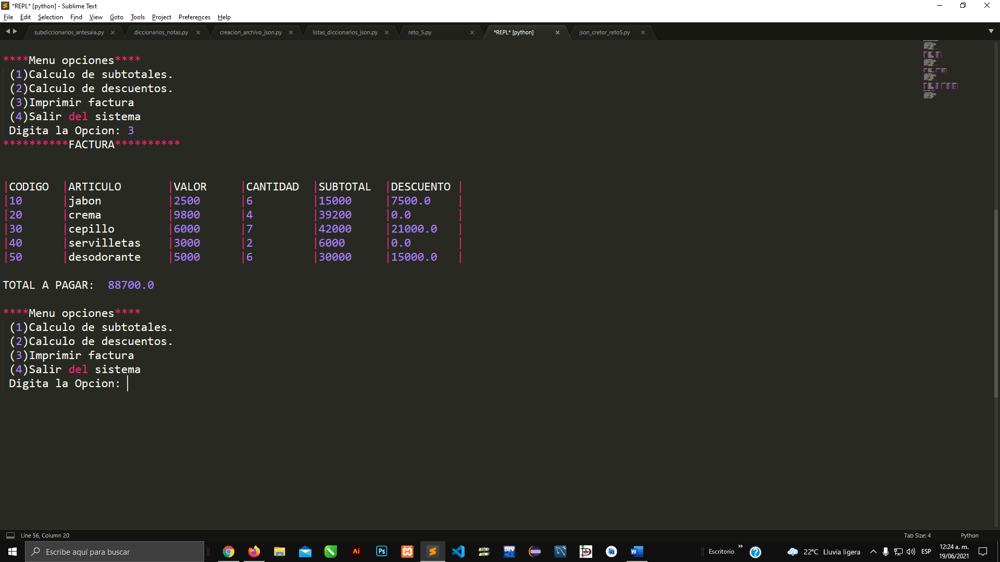 *REPL* [python] - Sublime Text
File Edit Selection Find View Goto Tools Project Preferences Help
subdiccionarios_antesala.py diccionarios_notas.py creacion_archivo_json.py listas_diccionarios_json.py reto_5.py *REPL* [python] json_cretor_reto5.py
****Menu opciones****
(1)Calculo de subtotales.
(2)Calculo de descuentos.
(3)Imprimir factura
(4)Salir del sistema
Digita la Opcion: 3
**********FACTURA**********
|CODIGO |ARTICULO |VALOR |CANTIDAD |SUBTOTAL |DESCUENTO |
|10 |jabon |2500 |6 |15000 |7500.0 |
|20 |crema |9800 |4 |39200 |0.0 |
|30 |cepillo |6000 |7 |42000 |21000.0 |
|40 |servilletas |3000 |2 |6000 |0.0 |
|50 |desodorante |5000 |6 |30000 |15000.0 |
TOTAL A PAGAR: 88700.0
****Menu opciones****
(1)Calculo de subtotales.
(2)Calculo de descuentos.
(3)Imprimir factura
(4)Salir del sistema
Digita la Opcion:
Line 56, Column 20 Tab Size: 4 Python
Escribe aquí para buscar Ai Ps DEV C++ W Escritorio » ? 22°C Lluvia ligera ESP 12:24 a. m.
19/06/2021